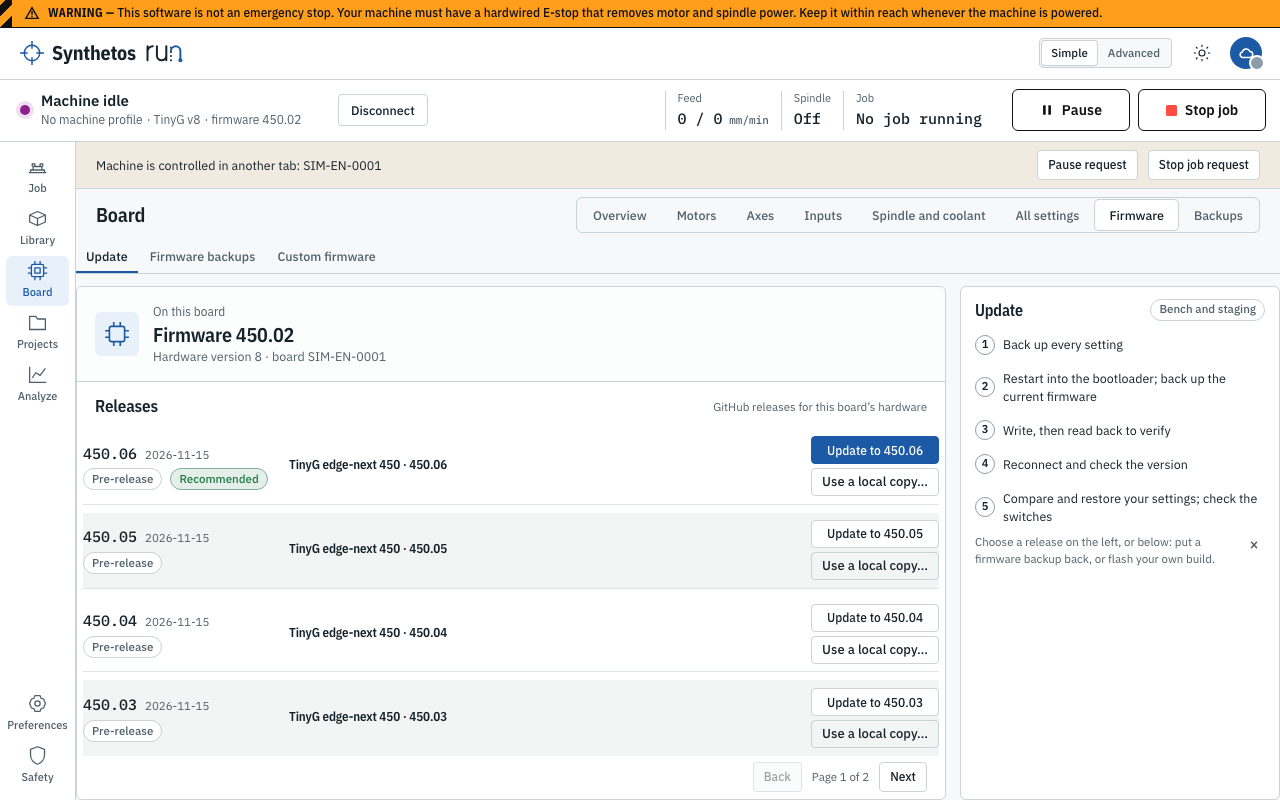 WARNING — This software is not an emergency stop. Your machine must have a hardwired E-stop that removes motor and spindle power. Keep it within reach whenever the machine is powered.
Synthetos run
Simple
Advanced
Machine idle
No machine profile · TinyG v8 · firmware 450.02
Disconnect
Feed
0 / 0 mm/min
Spindle
Off
Job
No job running
Pause
Stop job
Job
Library
Board
Projects
Analyze
Preferences
Safety
Machine is controlled in another tab: SIM-EN-0001
Pause request
Stop job request
Board
Overview
Motors
Axes
Inputs
Spindle and coolant
All settings
Firmware
Backups
Update
Firmware backups
Custom firmware
On this board
Firmware 450.02
Hardware version 8 · board SIM-EN-0001
Releases
GitHub releases for this board's hardware
450.06 2026-11-15
Pre-release
Recommended
TinyG edge-next 450 · 450.06
Update to 450.06
Use a local copy...
450.05 2026-11-15
Pre-release
TinyG edge-next 450 · 450.05
Update to 450.05
Use a local copy...
450.04 2026-11-15
Pre-release
TinyG edge-next 450 · 450.04
Update to 450.04
Use a local copy...
450.03 2026-11-15
Pre-release
TinyG edge-next 450 · 450.03
Update to 450.03
Use a local copy...
Back
Page 1 of 2
Next
Update
Bench and staging
1 Back up every setting
2 Restart into the bootloader; back up the
current firmware
3 Write, then read back to verify
4 Reconnect and check the version
5 Compare and restore your settings; check the
switches
Choose a release on the left, or below: put a
firmware backup back, or flash your own build.
×